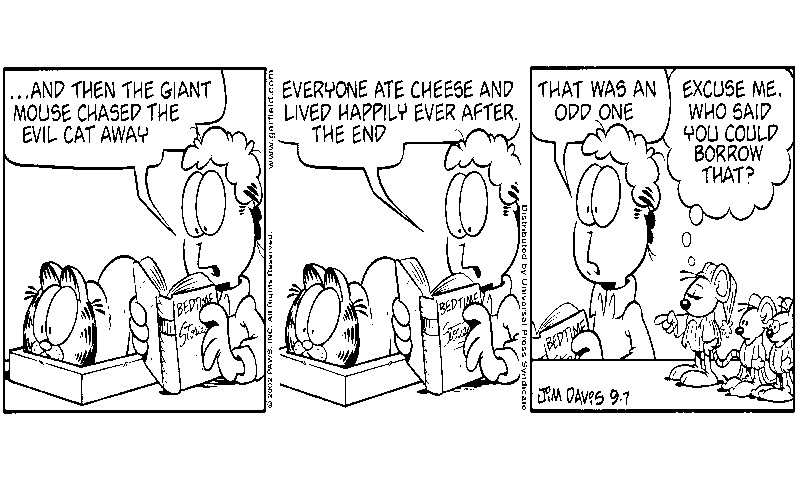 ...AND THEN THE GIANT
MOUSE CHASED THE
EVIL CAT AWAY
BEDTIME
www.garfield.com
© 2002 PAWS, INC. All Rights Reserved.
EVERYONE ATE CHEESE AND
LIVED HAPPILY EVER AFTER.
THE END
BEDTIME
Distributed by Universal Press Syndicate
THAT WAS AN
ODD ONE
EXCUSE ME.
WHO SAID
YOU COULD
BORROW
THAT?
BEDTIME
JIM DAVIS 9.7